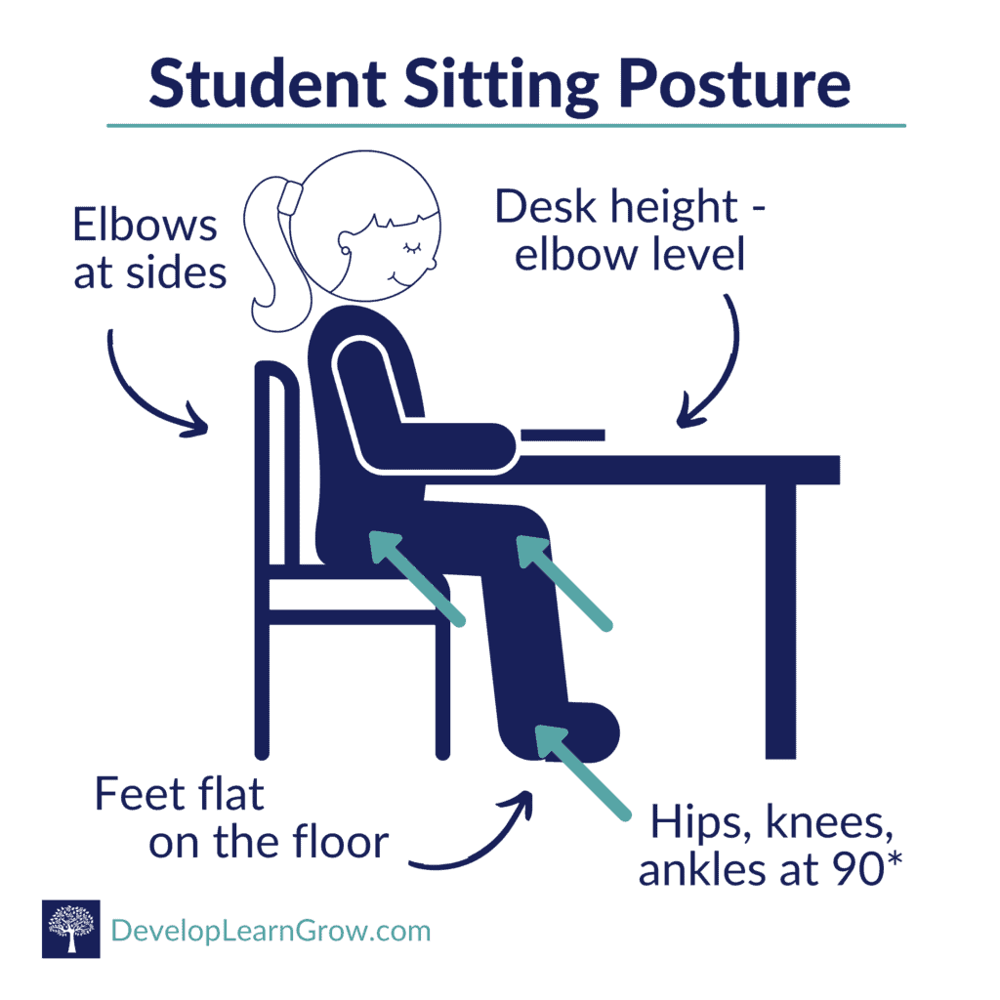 Student Sitting Posture
Elbows
at sides
Desk height -
elbow level
Feet flat
on the floor
Hips, knees,
ankles at 90*
DevelopLearnGrow.com